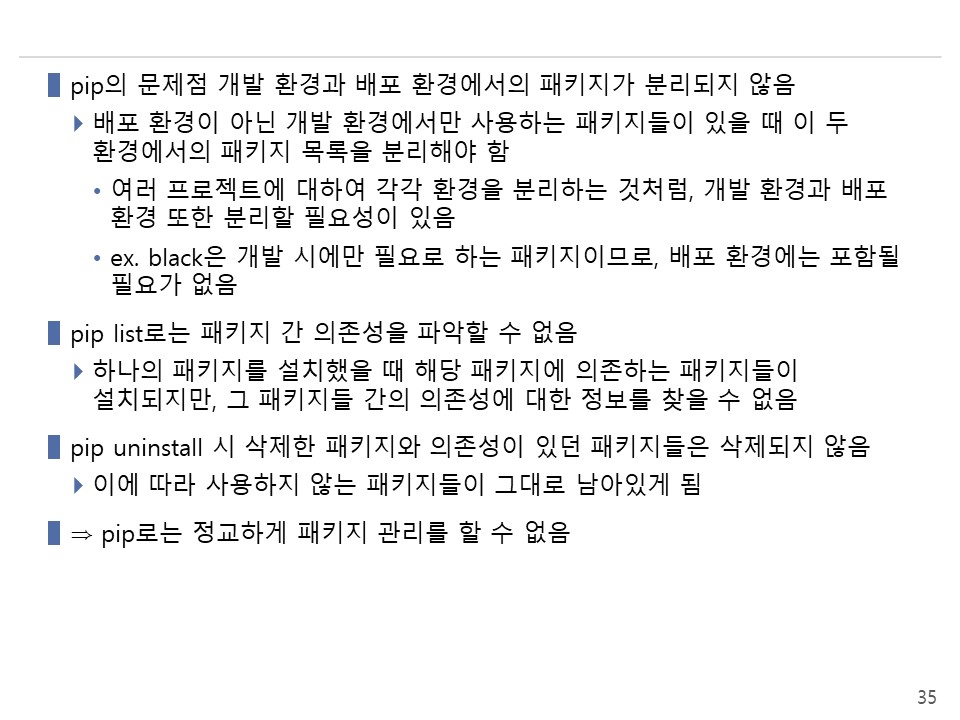 pip의 문제점 개발 환경과 배포 환경에서의 패키지가 분리되지 않음
배포 환경이 아닌 개발 환경에서만 사용하는 패키지들이 있을 때 이 두
환경에서의 패키지 목록을 분리해야 함
• 여러 프로젝트에 대하여 각각 환경을 분리하는 것처럼, 개발 환경과 배포
환경 또한 분리할 필요성이 있음
• ex. black은 개발 시에만 필요로 하는 패키지이므로, 배포 환경에는 포함될
필요가 없음
pip list로는 패키지 간 의존성을 파악할 수 없음
하나의 패키지를 설치했을 때 해당 패키지에 의존하는 패키지들이
설치되지만, 그 패키지들 간의 의존성에 대한 정보를 찾을 수 없음
pip uninstall 시 삭제한 패키지와 의존성이 있던 패키지들은 삭제되지 않음
이에 따라 사용하지 않는 패키지들이 그대로 남아있게 됨
⇒ pip로는 정교하게 패키지 관리를 할 수 없음
35